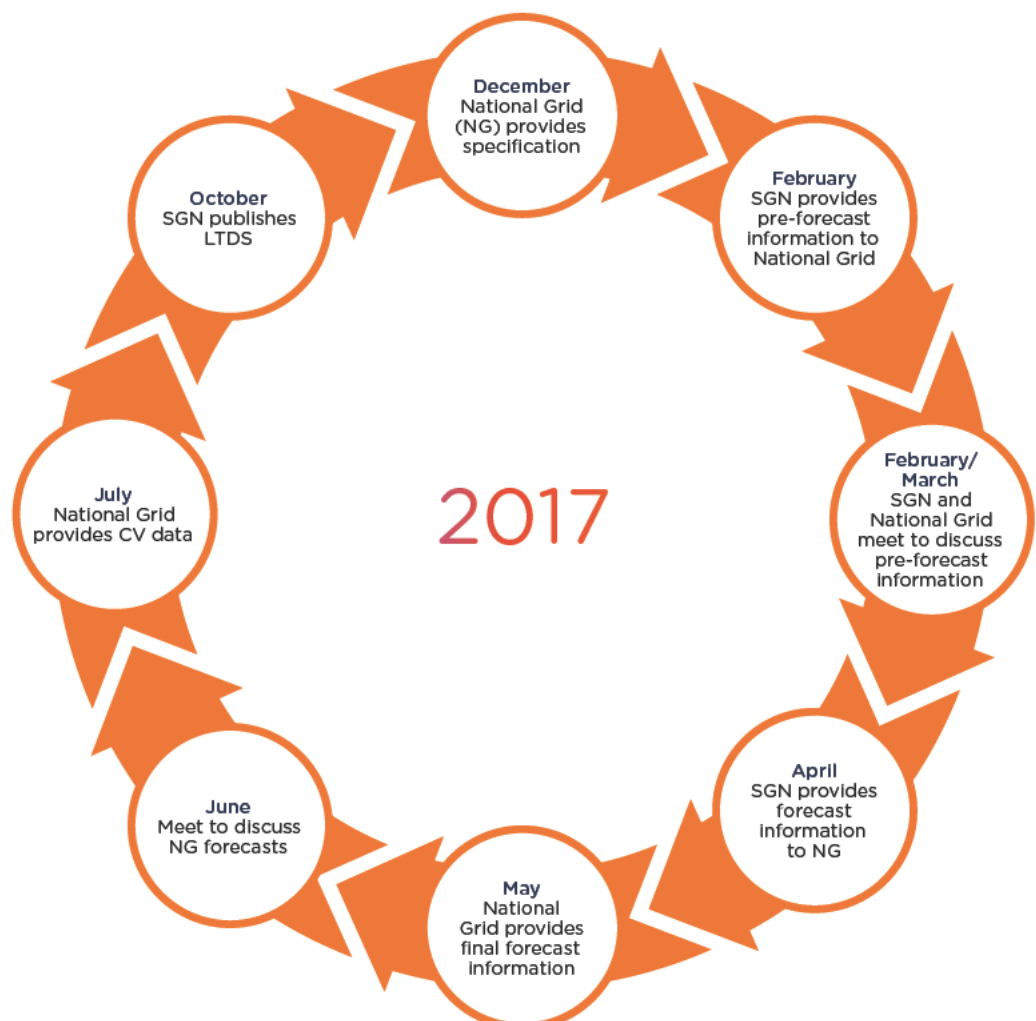 December
National Grid
(NG) provides
specification
February
SGN provides
pre-forecast
information to
National Grid
February/
March
SGN and
National Grid
meet to discuss
pre-forecast
information
April
SGN provides
forecast
information
to NG
May
National
Grid provides
final forecast
information
June
Meet to discuss
NG forecasts
July
National Grid
provides CV data
October
SGN publishes
LTDS
2017